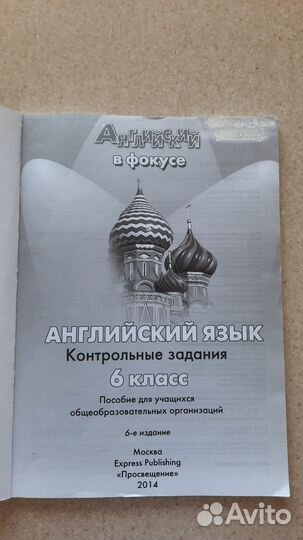 Английский
в фокусе
АНГЛИЙСКИЙ ЯЗЫК
Контрольные задания
6 класс
Пособие для учащихся
общеобразовательных организаций
6-е издание
Москва
Express Publishing
«Просвещение»
2014
Avito